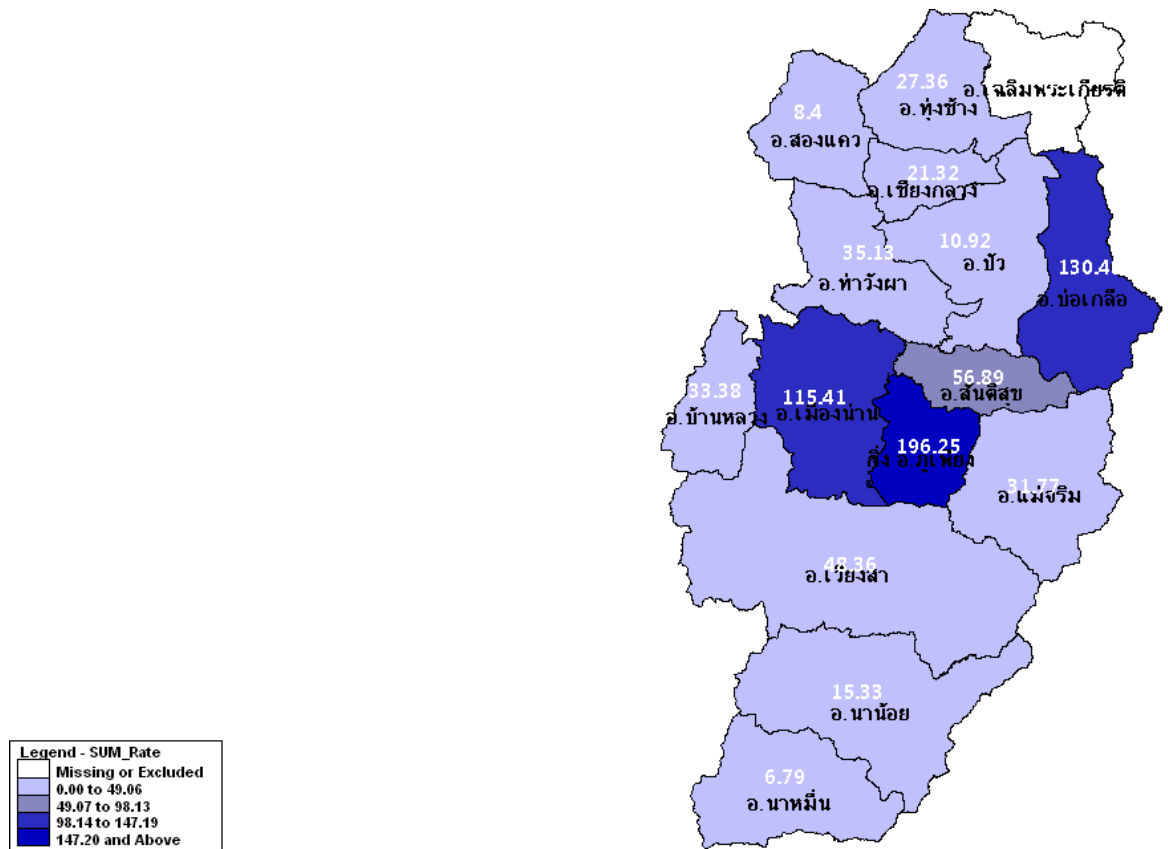 27.36
อ.เฉลิมพระเกียรติ
อ.ทุ่งช้าง
8.4
อ.สองแคว
21.32
อ.เชียงกลาง
10.92
อ.ปัว
35.13
อ.ท่าวังผา
130.4
อ.บ่อเกลือ
56.89
อ.สันติสุข
33.38
อ.บ้านหลวง
115.41
อ.เมืองน่าน
196.25
กิ่ง อ.ภูเพียง
31.77
อ.แม่จริม
48.36
อ.เวียงสา
15.33
อ.นาน้อย
6.79
อ.นาหมื่น
Legend - SUM_Rate
Missing or Excluded
0.00 to 49.06
49.07 to 98.13
98.14 to 147.19
147.20 and Above